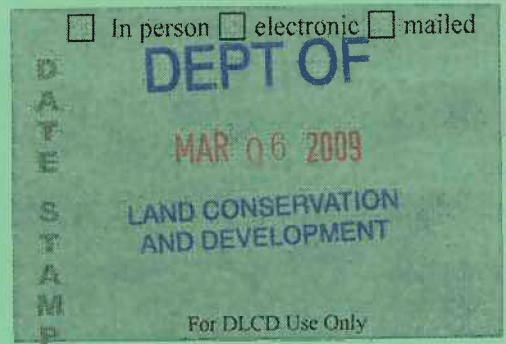 ☐ In person ☐ electronic ☐ mailed
DATE STAMP
DEPT OF
MAR 06 2009
LAND CONSERVATION
AND DEVELOPMENT
For DLCD Use Only